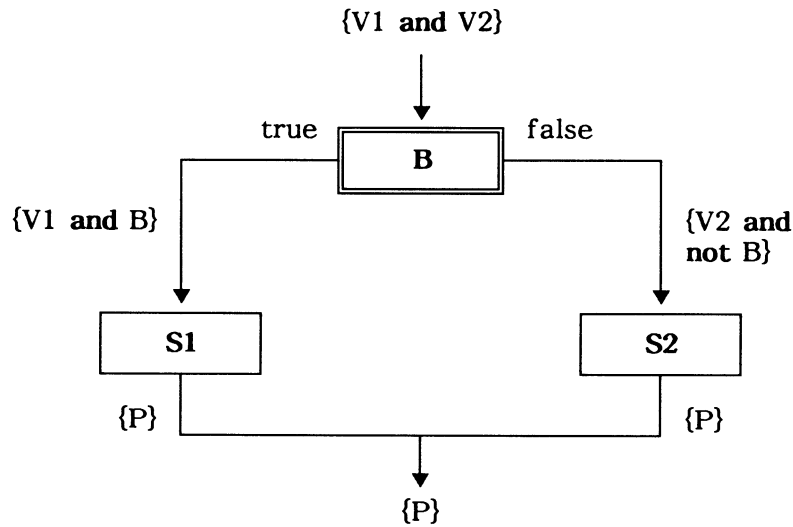 {V1 and V2}
true
false
B
{V1 and B}
{V2 and
not B}
S1
S2
{P}
{P}
{P}